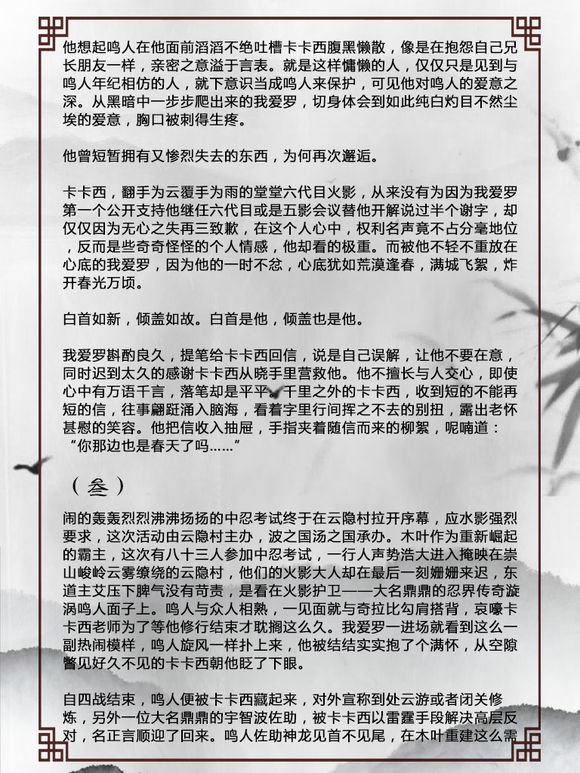 他想起鸣人在他面前滔滔不绝吐槽卡卡西腹黑懒散，像是在抱怨自己兄
长朋友一样，亲密之意溢于言表。就是这样慵懒的人，仅仅只是见到与
鸣人年纪相仿的人，就下意识当成鸣人来保护，可见他对鸣人的爱意之
深。从黑暗中一步步爬出来的我爱罗，切身体会到如此纯白灼目不然尘
埃的爱意，胸口被刺得生疼。
他曾短暂拥有又惨烈失去的东西，为何再次邂逅。
卡卡西，翻手为云覆手为雨的堂堂六代目火影，从来没有为因为我爱罗
第一个公开支持他继任六代目或是五影会议替他开解说过半个谢字，却
仅仅因为无心之失再三致歉，在这个人心中，权利名声竟不占分毫地位
，反而是些奇奇怪怪的个人情感，他却看的极重。而被他不轻不重放在
心底的我爱罗，因为他的一时不忿，心底犹如荒漠逢春，满城飞絮，炸
开春光万顷。
白首如新，倾盖如故。白首是他，倾盖也是他。
我爱罗斟酌良久，提笔给卡卡西回信，说是自己误解，让他不要在意，
同时迟到太久的感谢卡卡西从晓手里营救他。他不擅长与人交心，即使
心中有万语千言，落笔却是平平。千里之外的卡卡西，收到短的不能再
短的信，往事翩跹涌入脑海，看着字里行间挥之不去的别扭，露出老怀
甚慰的笑容。他把信收入抽屉，手指夹着随信而来的柳絮，呢喃道：
“你那边也是春天了吗……”
（叁）
闹的轰轰烈烈沸沸扬扬的中忍考试终于在云隐村拉开序幕，应水影强烈
要求，这次活动由云隐村主办，波之国汤之国承办。木叶作为重新崛起
的霸主，这次有八十三人参加中忍考试，一行人声势浩大进入掩映在崇
山峻岭云雾缭绕的云隐村，他们的火影大人却在最后一刻姗姗来迟，东
道主艾压下脾气没有苛责，是看在火影护卫——大名鼎鼎的忍界传奇漩
涡鸣人面子上。鸣人与众人相熟，一见面就与奇拉比勾肩搭背，哀嚎卡
卡西老师为了等他修行结束才耽搁这么久。我爱罗一进场就看到这么一
副热闹模样，鸣人旋风一样扑上来，他被结结实实抱了个满怀，从空隙
瞥见好久不见的卡卡西朝他眨了下眼。
自四战结束，鸣人便被卡卡西藏起来，对外宣称到处云游或者闭关修
炼，另外一位大名鼎鼎的宇智波佐助，被卡卡西以雷霆手段解决高层反
对，名正言顺迎了回来。鸣人佐助神龙见首不见尾，在木叶重建这么需